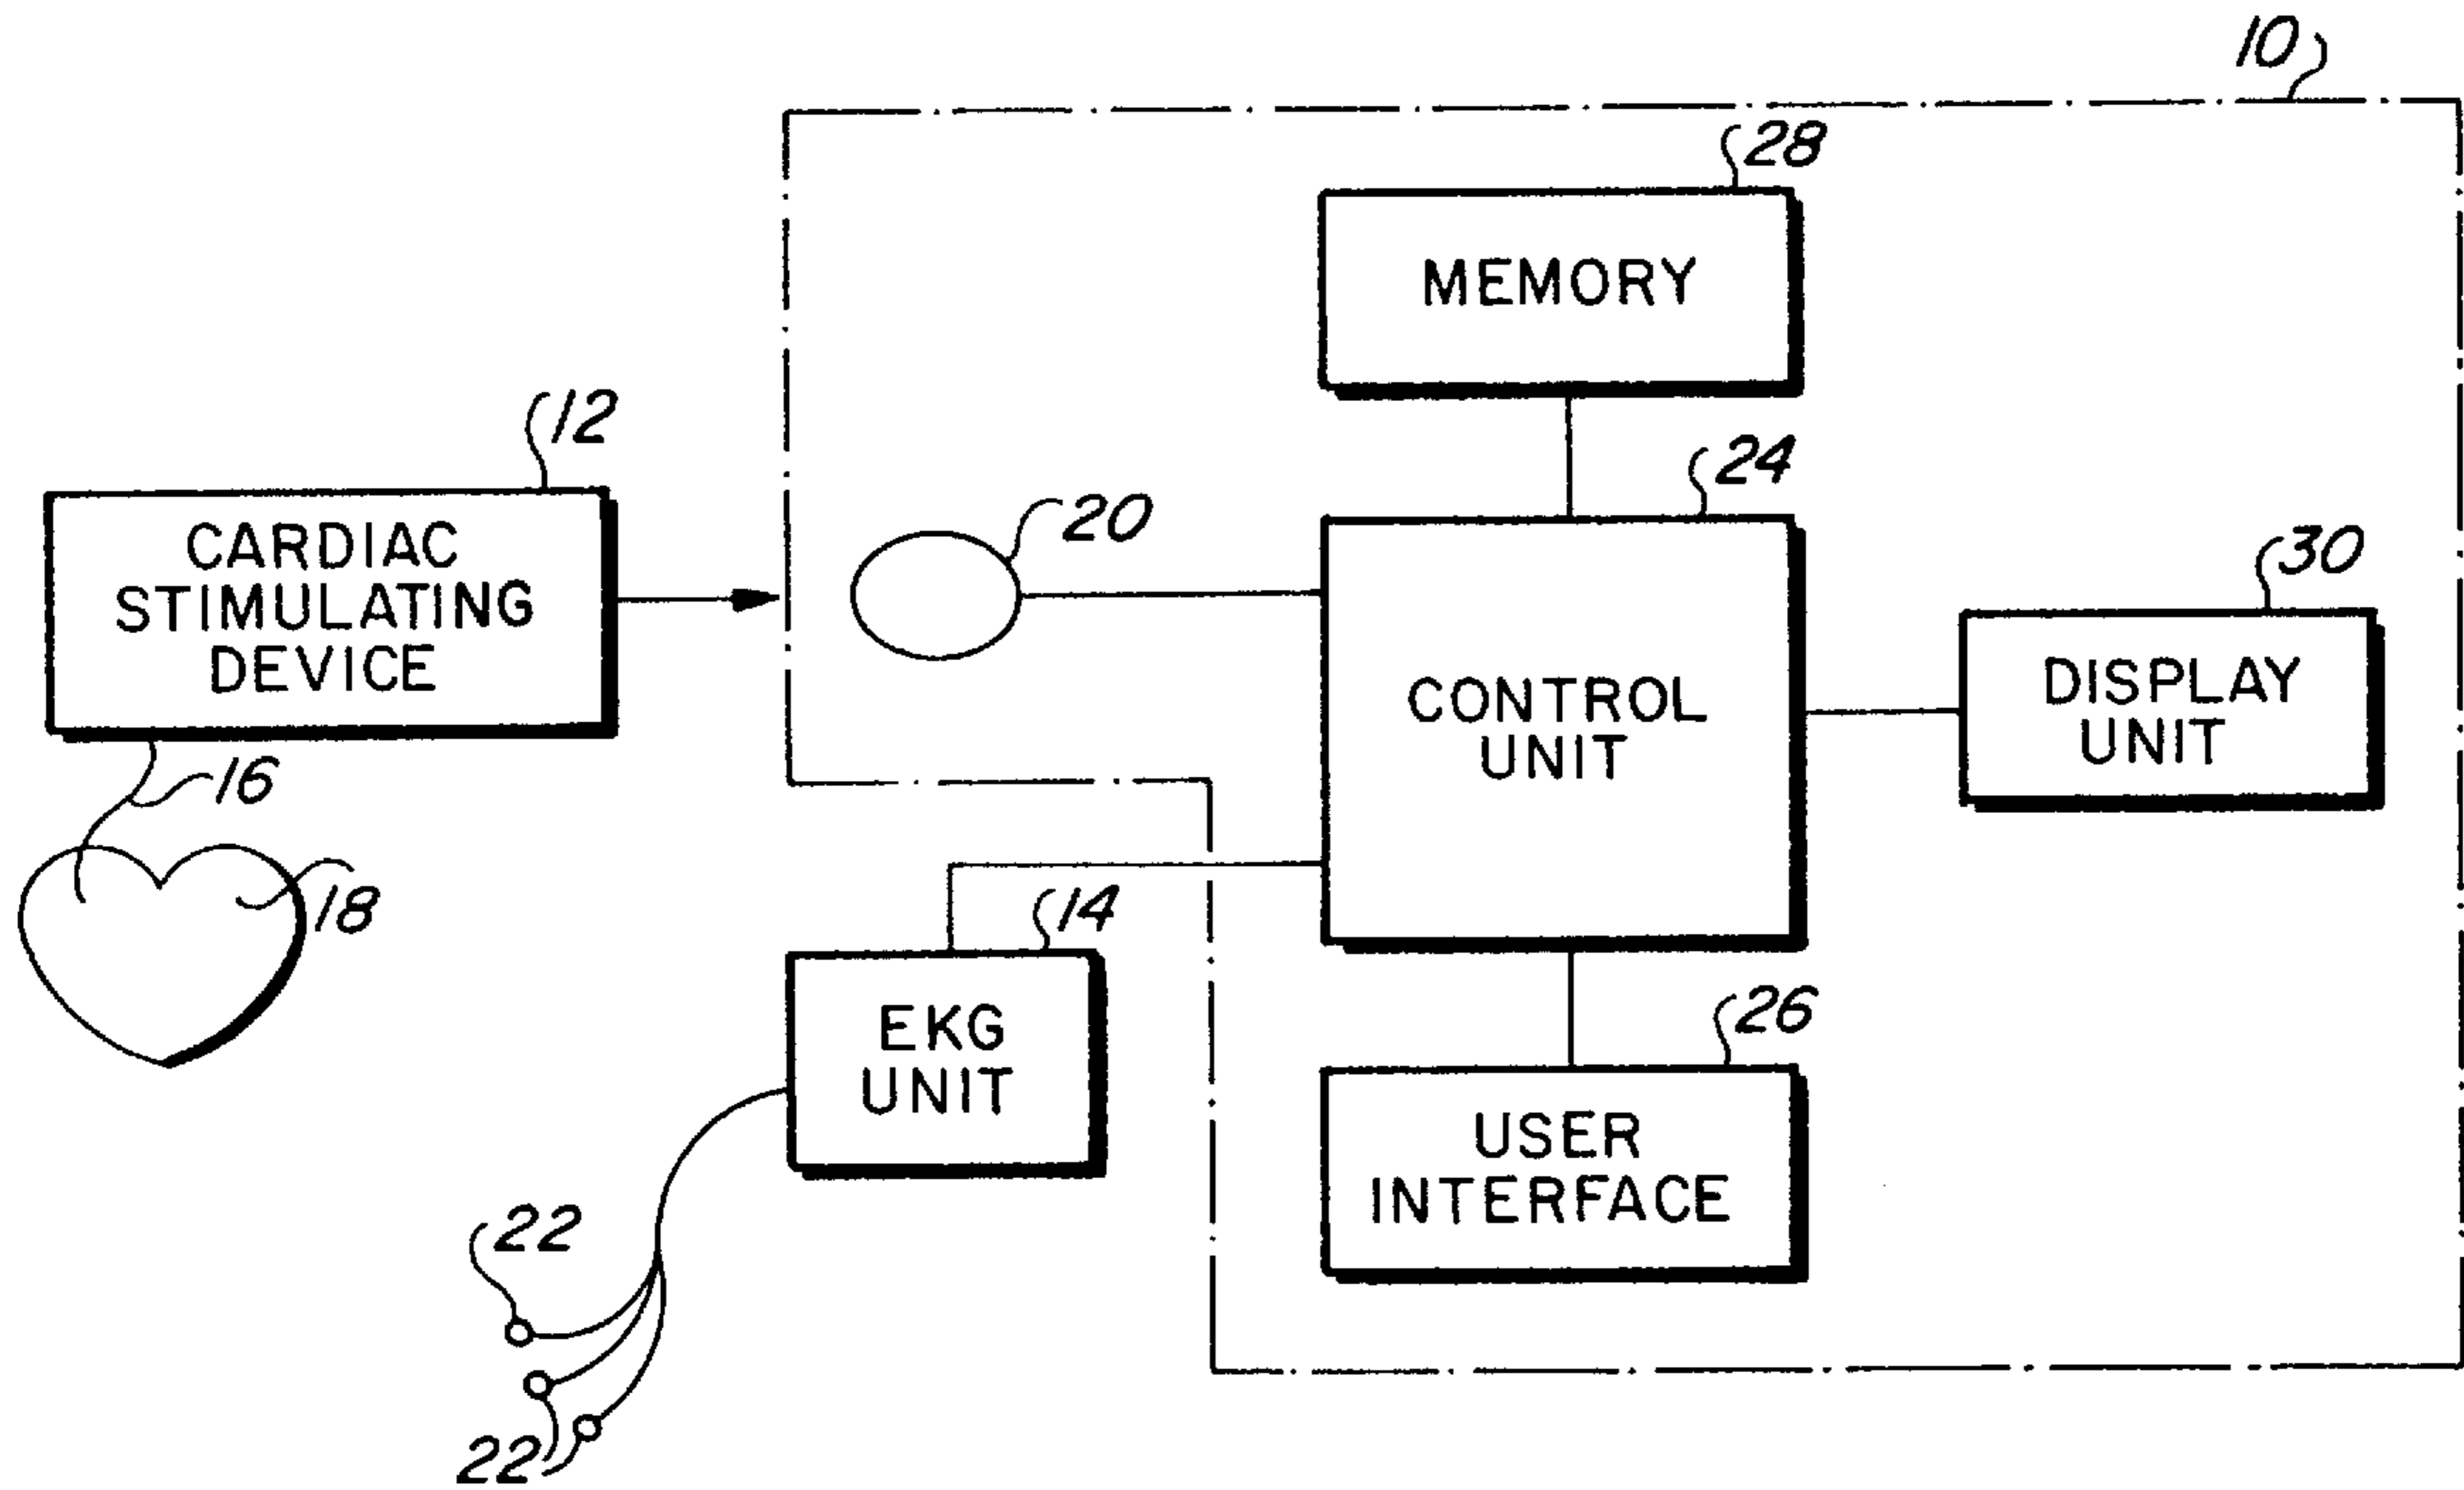 10
28
MEMORY
12
24
CARDIAC
STIMULATING
DEVICE
20
30
CONTROL
UNIT
DISPLAY
UNIT
16
18
14
EKG
UNIT
26
USER
INTERFACE
22
22